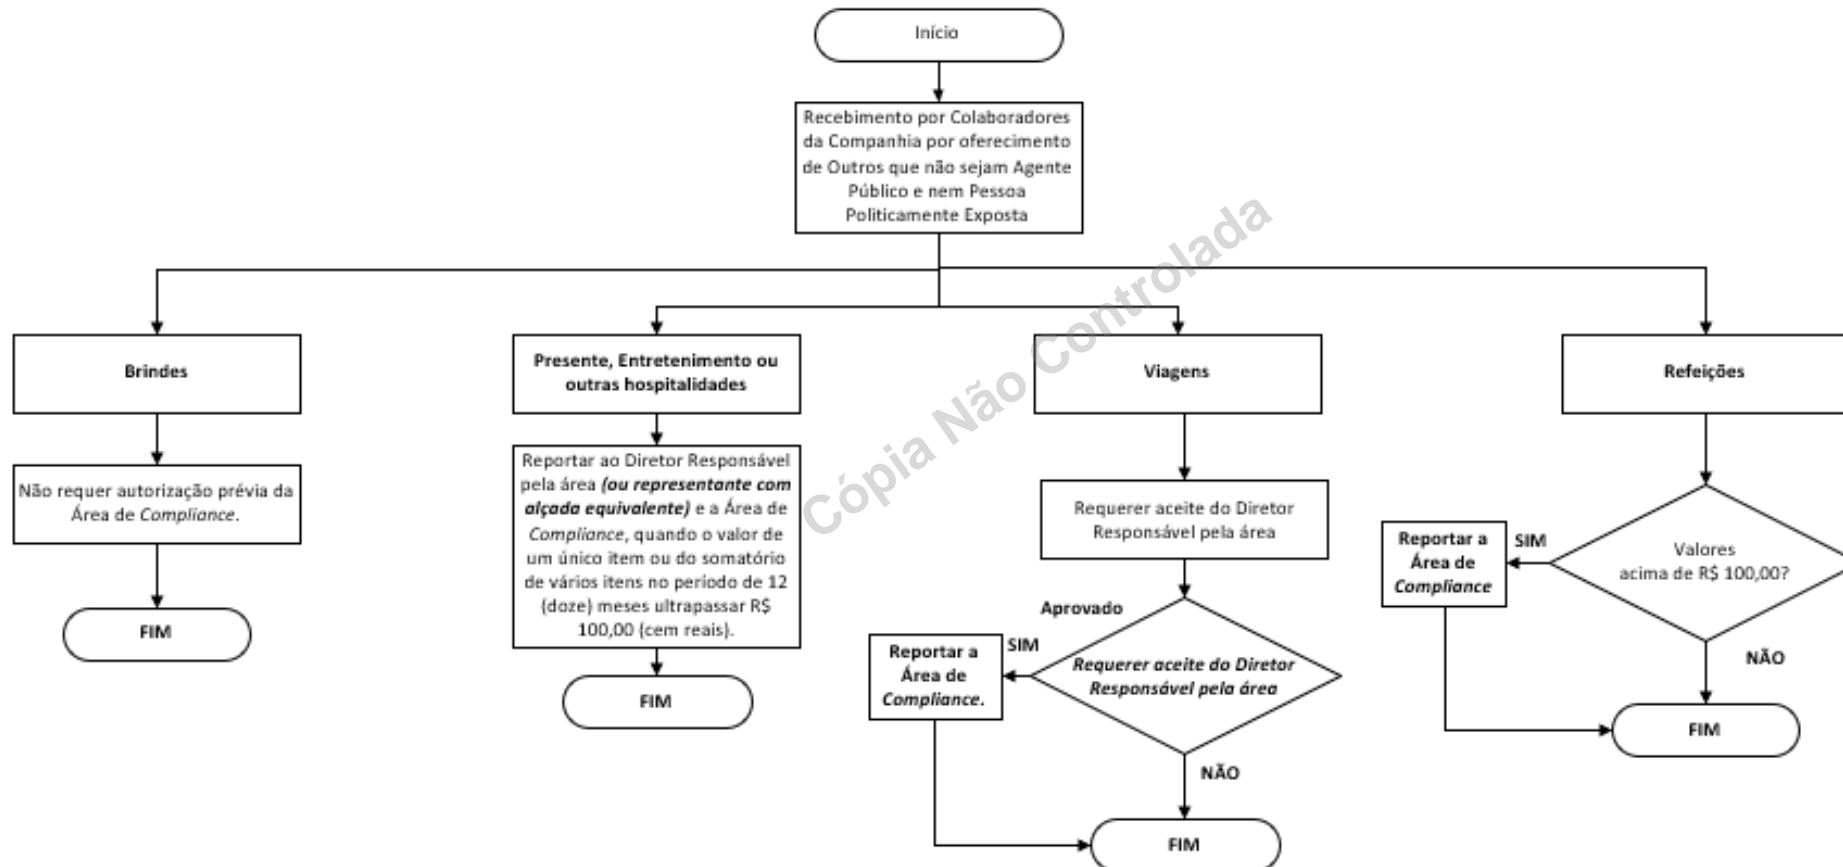 Início
Recebimento por Colaboradores
da Companhia por oferecimento
de Outros que não sejam Agente
Público e nem Pessoa
Politicamente Exposta
Brindes
Não requer autorização prévia da
Área de Compliance.
FIM
Presente, Entretenimento ou
outras hospitalidades
Reportar ao Diretor Responsável
pela área (ou representante com
alçada equivalente) e a Área de
Compliance, quando o valor de
um único item ou do somatório
de vários itens no período de 12
(doze) meses ultrapassar R$
100,00 (cem reais).
FIM
Viagens
Requerer aceite do Diretor
Responsável pela área
Aprovado
Requerer aceite do Diretor
Responsável pela área
SIM
Reportar a
Área de
Compliance.
NÃO
FIM
Refeições
Valores
acima de R$ 100,00?
SIM
Reportar a
Área de
Compliance
NÃO
FIM
Cópia Não Controlada